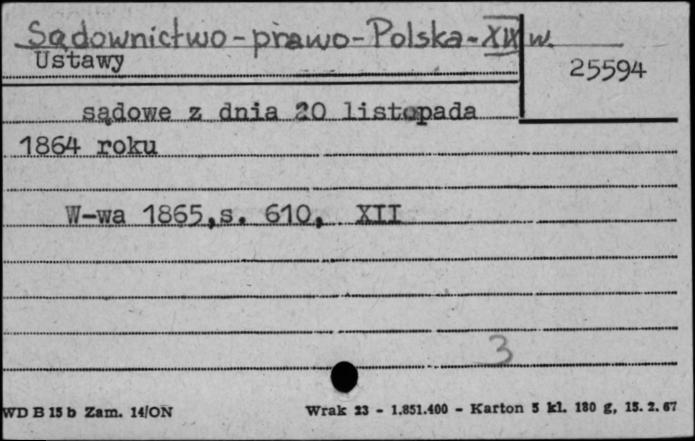 Sądownictwo-prawo-Polska-XIX w.
Ustawy
25594
sądowe z dnia 20 listopada
1864 roku
W-wa 1865,s. 610, XII
3
WD B 15 b Zam. 14/ON
Wrak 23 - 1.851.400 - Karton 5 kl. 180 g, 15. 2. 67